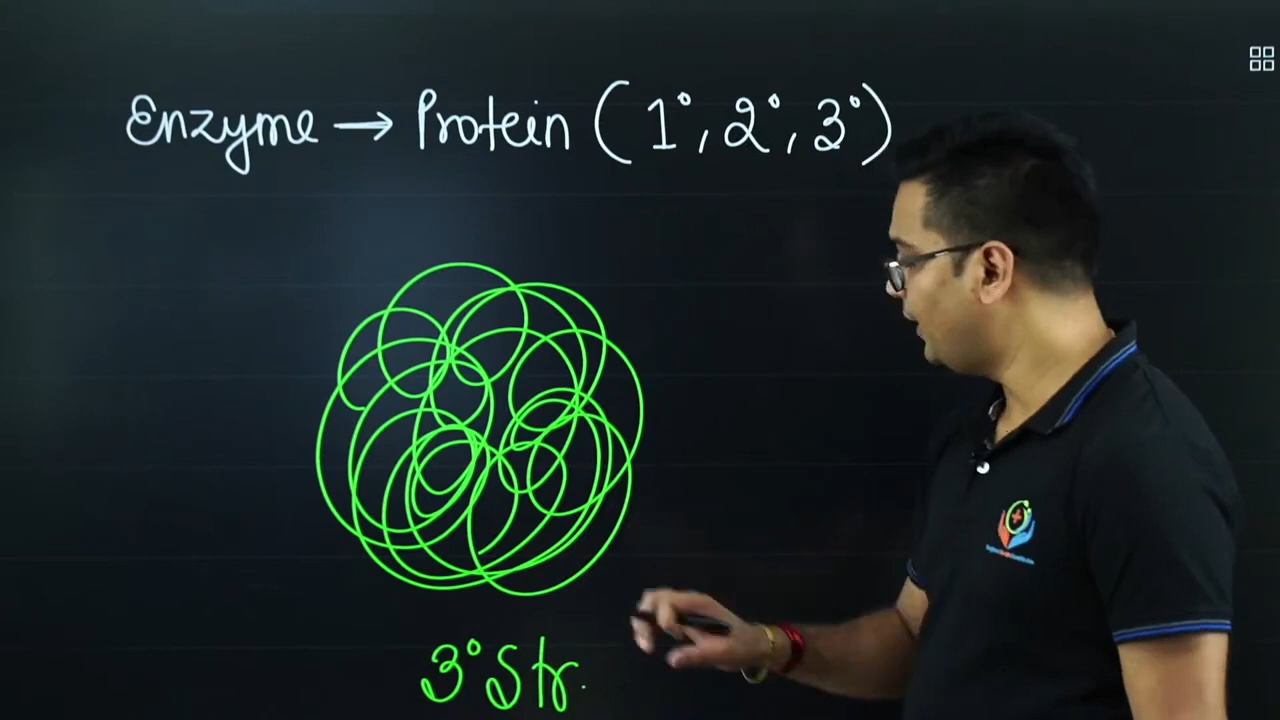 Enzyme → Protein ( 1°, 2°, 3° )
3° Str.